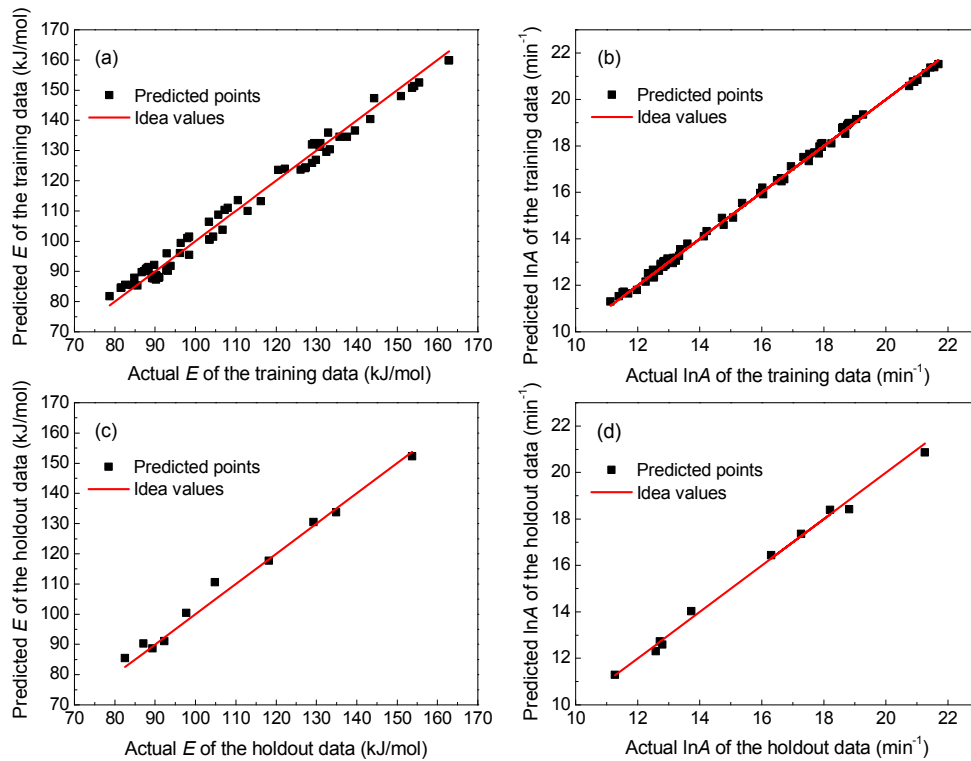 Predicted E of the training data (kJ/mol)
170
160
150
140
130
120
110
100
90
80
70
(a)
Predicted points
Idea values
70 80 90 100 110 120 130 140 150 160 170
Actual E of the training data (kJ/mol)
Predicted lnA of the training data (min⁻¹)
22
20
18
16
14
12
10
(b)
Predicted points
Idea values
10 12 14 16 18 20 22
Actual lnA of the training data (min⁻¹)
Predicted E of the holdout data (kJ/mol)
170
160
150
140
130
120
110
100
90
80
70
(c)
Predicted points
Idea values
70 80 90 100 110 120 130 140 150 160 170
Actual E of the holdout data (kJ/mol)
Predicted lnA of the holdout data (min⁻¹)
22
20
18
16
14
12
10
(d)
Predicted points
Idea values
10 12 14 16 18 20 22
Actual lnA of the holdout data (min⁻¹)